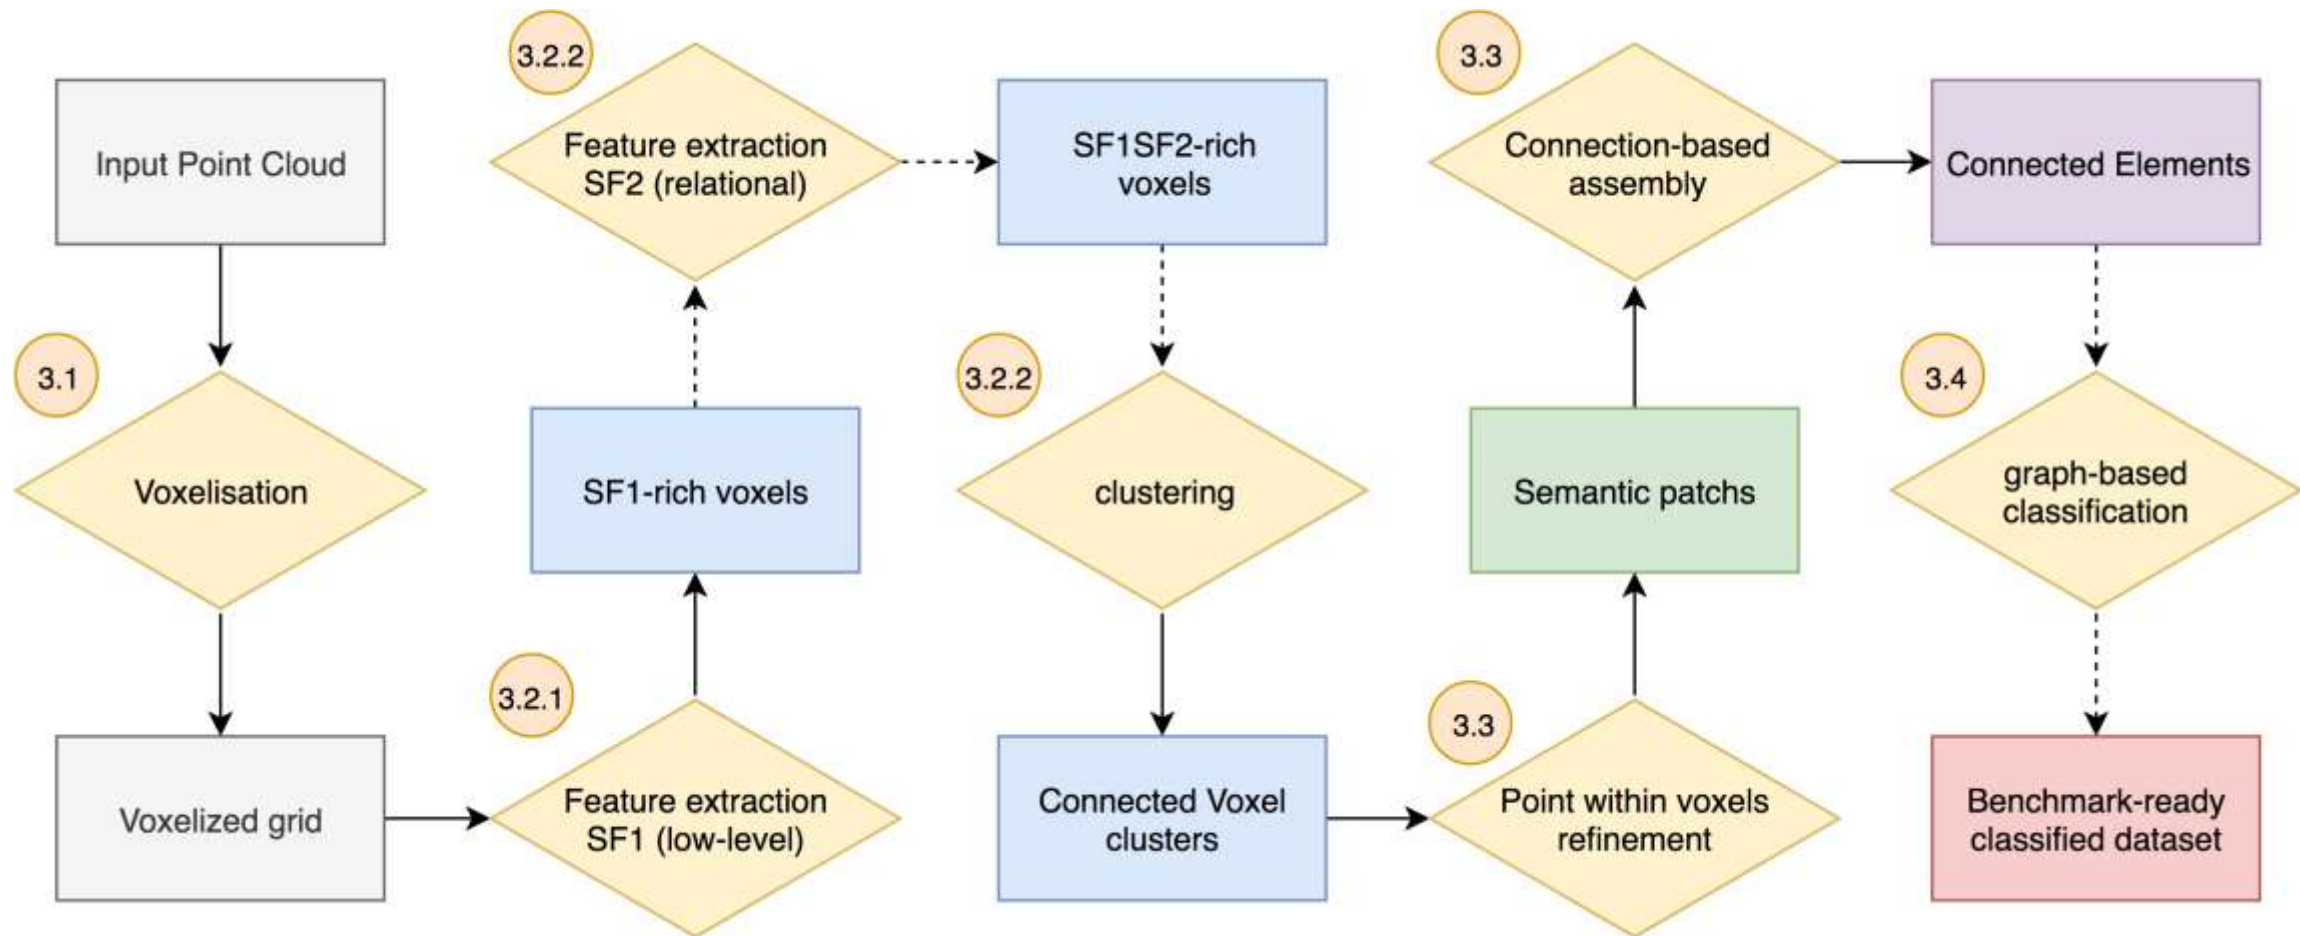 Input Point Cloud
3.1
Voxelisation
Voxelized grid
3.2.1
Feature extraction
SF1 (low-level)
SF1-rich voxels
3.2.2
Feature extraction
SF2 (relational)
SF1SF2-rich
voxels
3.2.2
clustering
Connected Voxel
clusters
3.3
Point within voxels
refinement
Semantic patchs
3.3
Connection-based
assembly
Connected Elements
3.4
graph-based
classification
Benchmark-ready
classified dataset